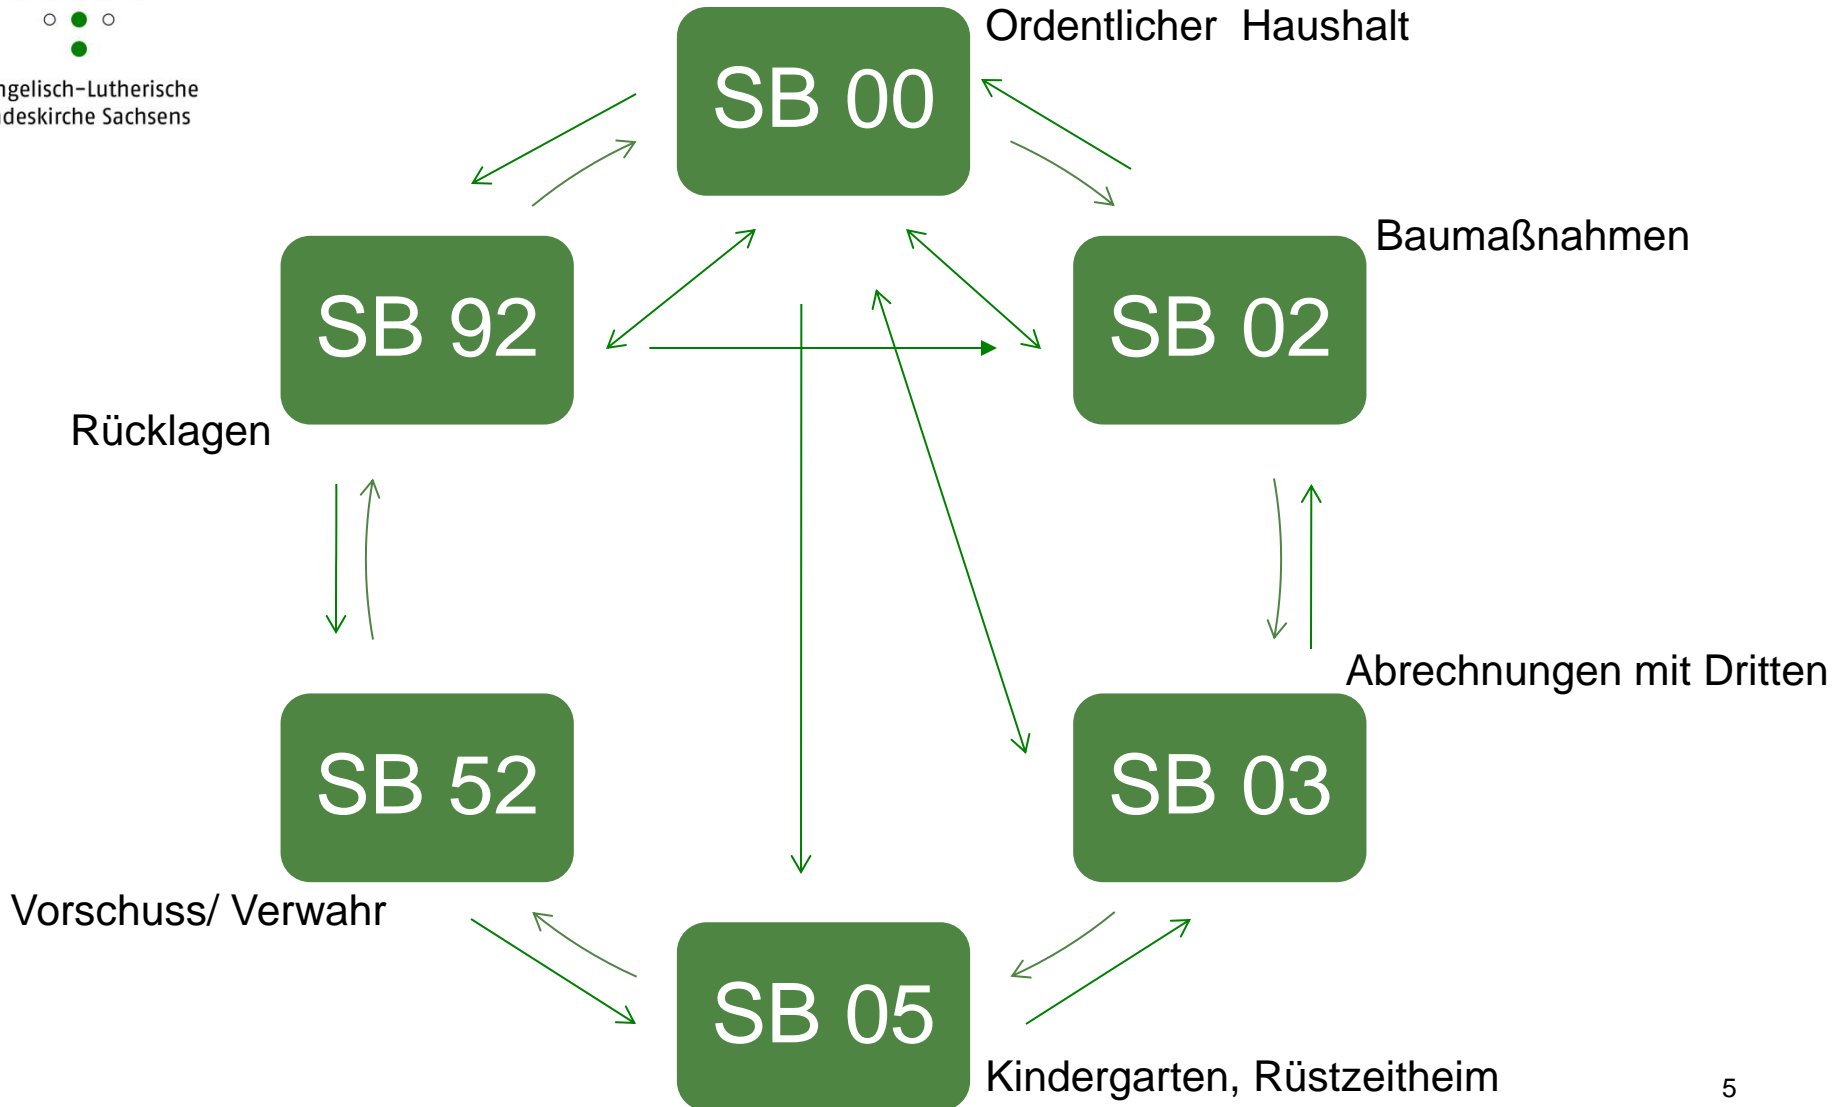 ngelisch-Lutherische
deskirche Sachsens
Ordentlicher Haushalt
SB 00
Baumaßnahmen
SB 92
SB 02
Rücklagen
Abrechnungen mit Dritten
SB 52
SB 03
Vorschuss/ Verwahr
SB 05
Kindergarten, Rüstzeitheim
5